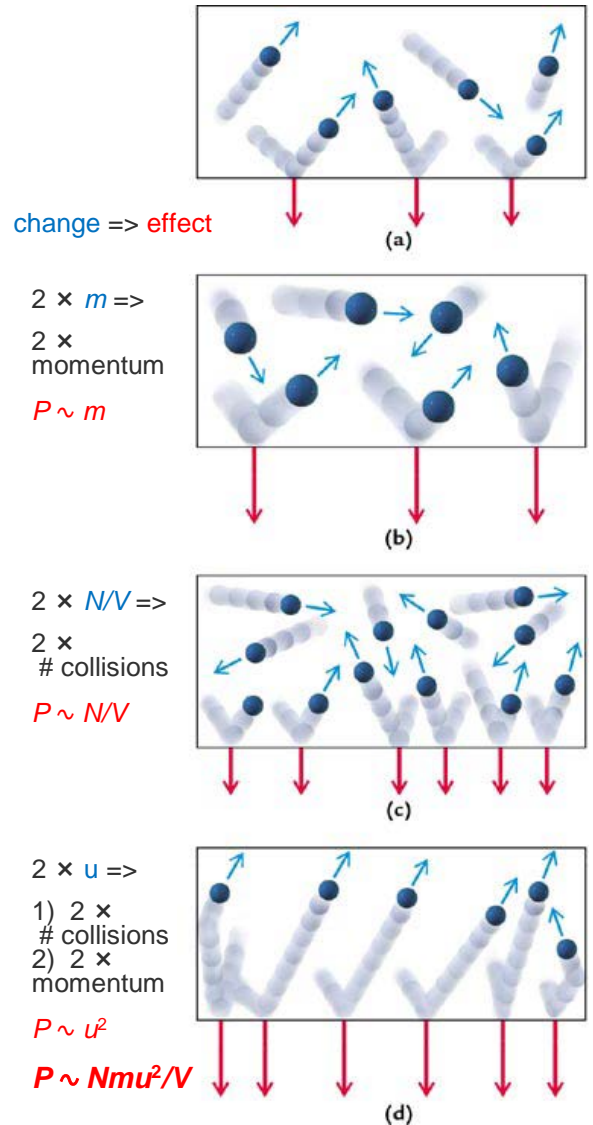 (a)
change => effect
2 × m =>
2 ×
momentum
P ∼ m
(b)
2 × N/V =>
2 ×
# collisions
P ∼ N/V
(c)
2 × u =>
1) 2 ×
# collisions
2) 2 ×
momentum
P ∼ u²
P ∼ Nmu²/V
(d)